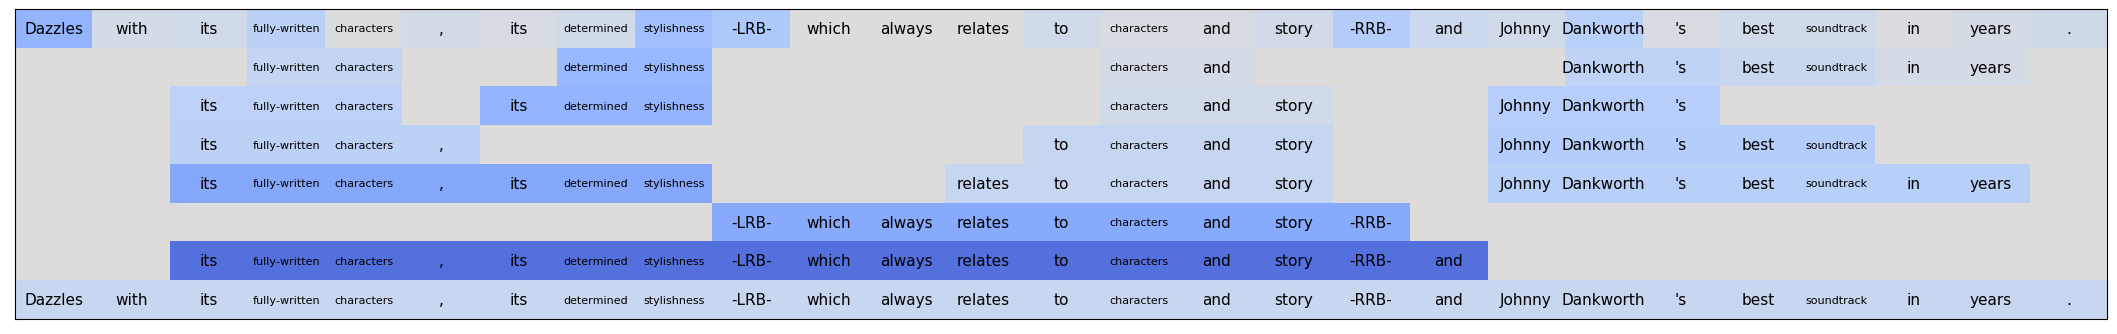 Dazzles with its fully-written characters , its determined stylishness -LRB- which always relates to characters and story -RRB- and Johnny Dankworth 's best soundtrack in years .
fully-written characters determined stylishness characters and Dankworth 's best soundtrack in years
its fully-written characters its determined stylishness characters and story Johnny Dankworth 's
its fully-written characters , to characters and story Johnny Dankworth 's best soundtrack
its fully-written characters , its determined stylishness relates to characters and story Johnny Dankworth 's best soundtrack in years
-LRB- which always relates to characters and story -RRB-
its fully-written characters , its determined stylishness -LRB- which always relates to characters and story -RRB- and
Dazzles with its fully-written characters , its determined stylishness -LRB- which always relates to characters and story -RRB- and Johnny Dankworth 's best soundtrack in years .